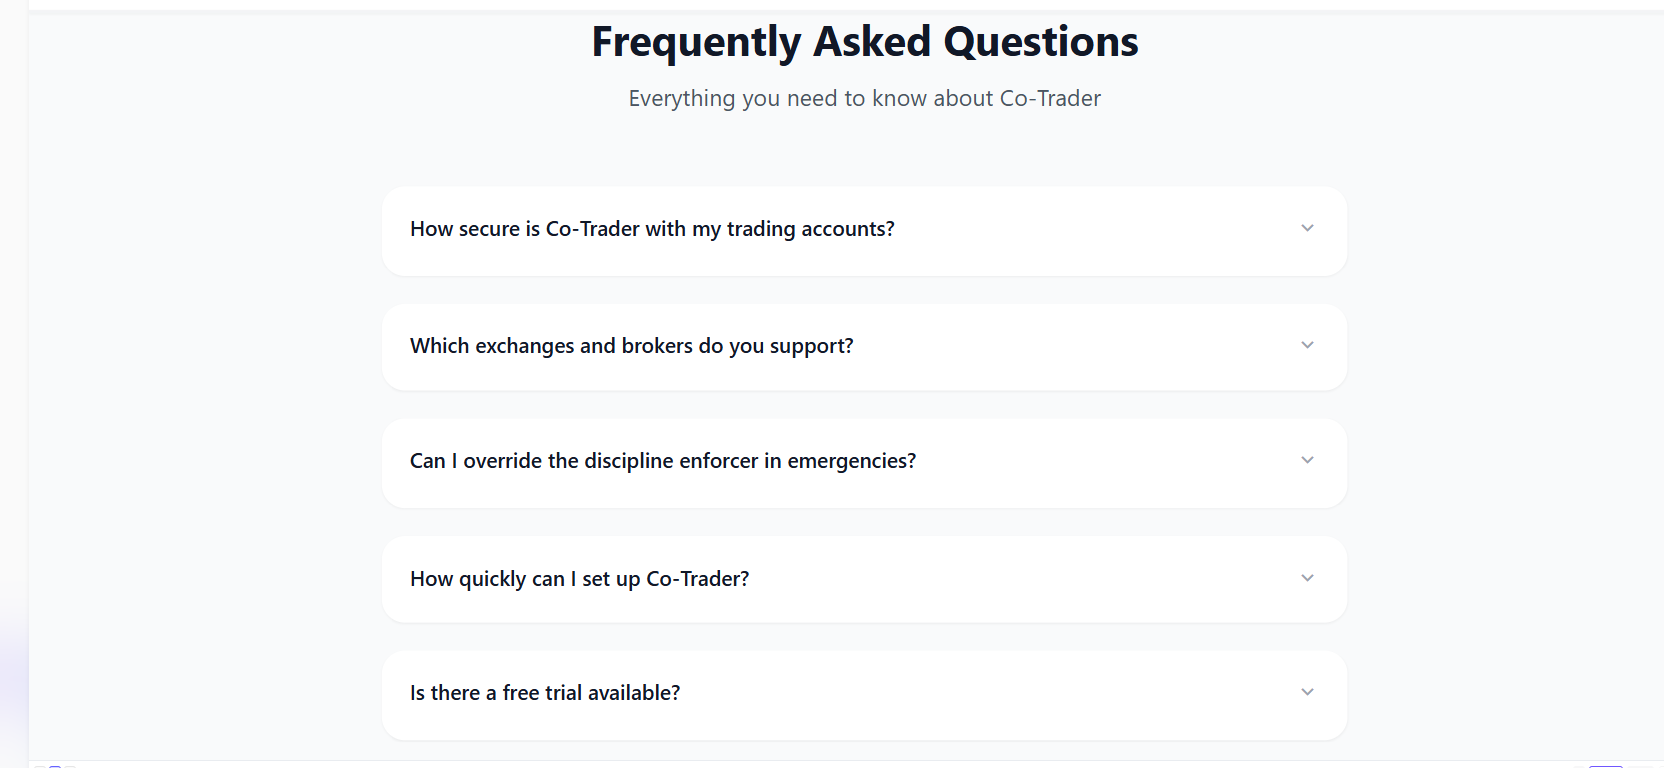 Frequently Asked Questions
Everything you need to know about Co-Trader
How secure is Co-Trader with my trading accounts?
Which exchanges and brokers do you support?
Can I override the discipline enforcer in emergencies?
How quickly can I set up Co-Trader?
Is there a free trial available?